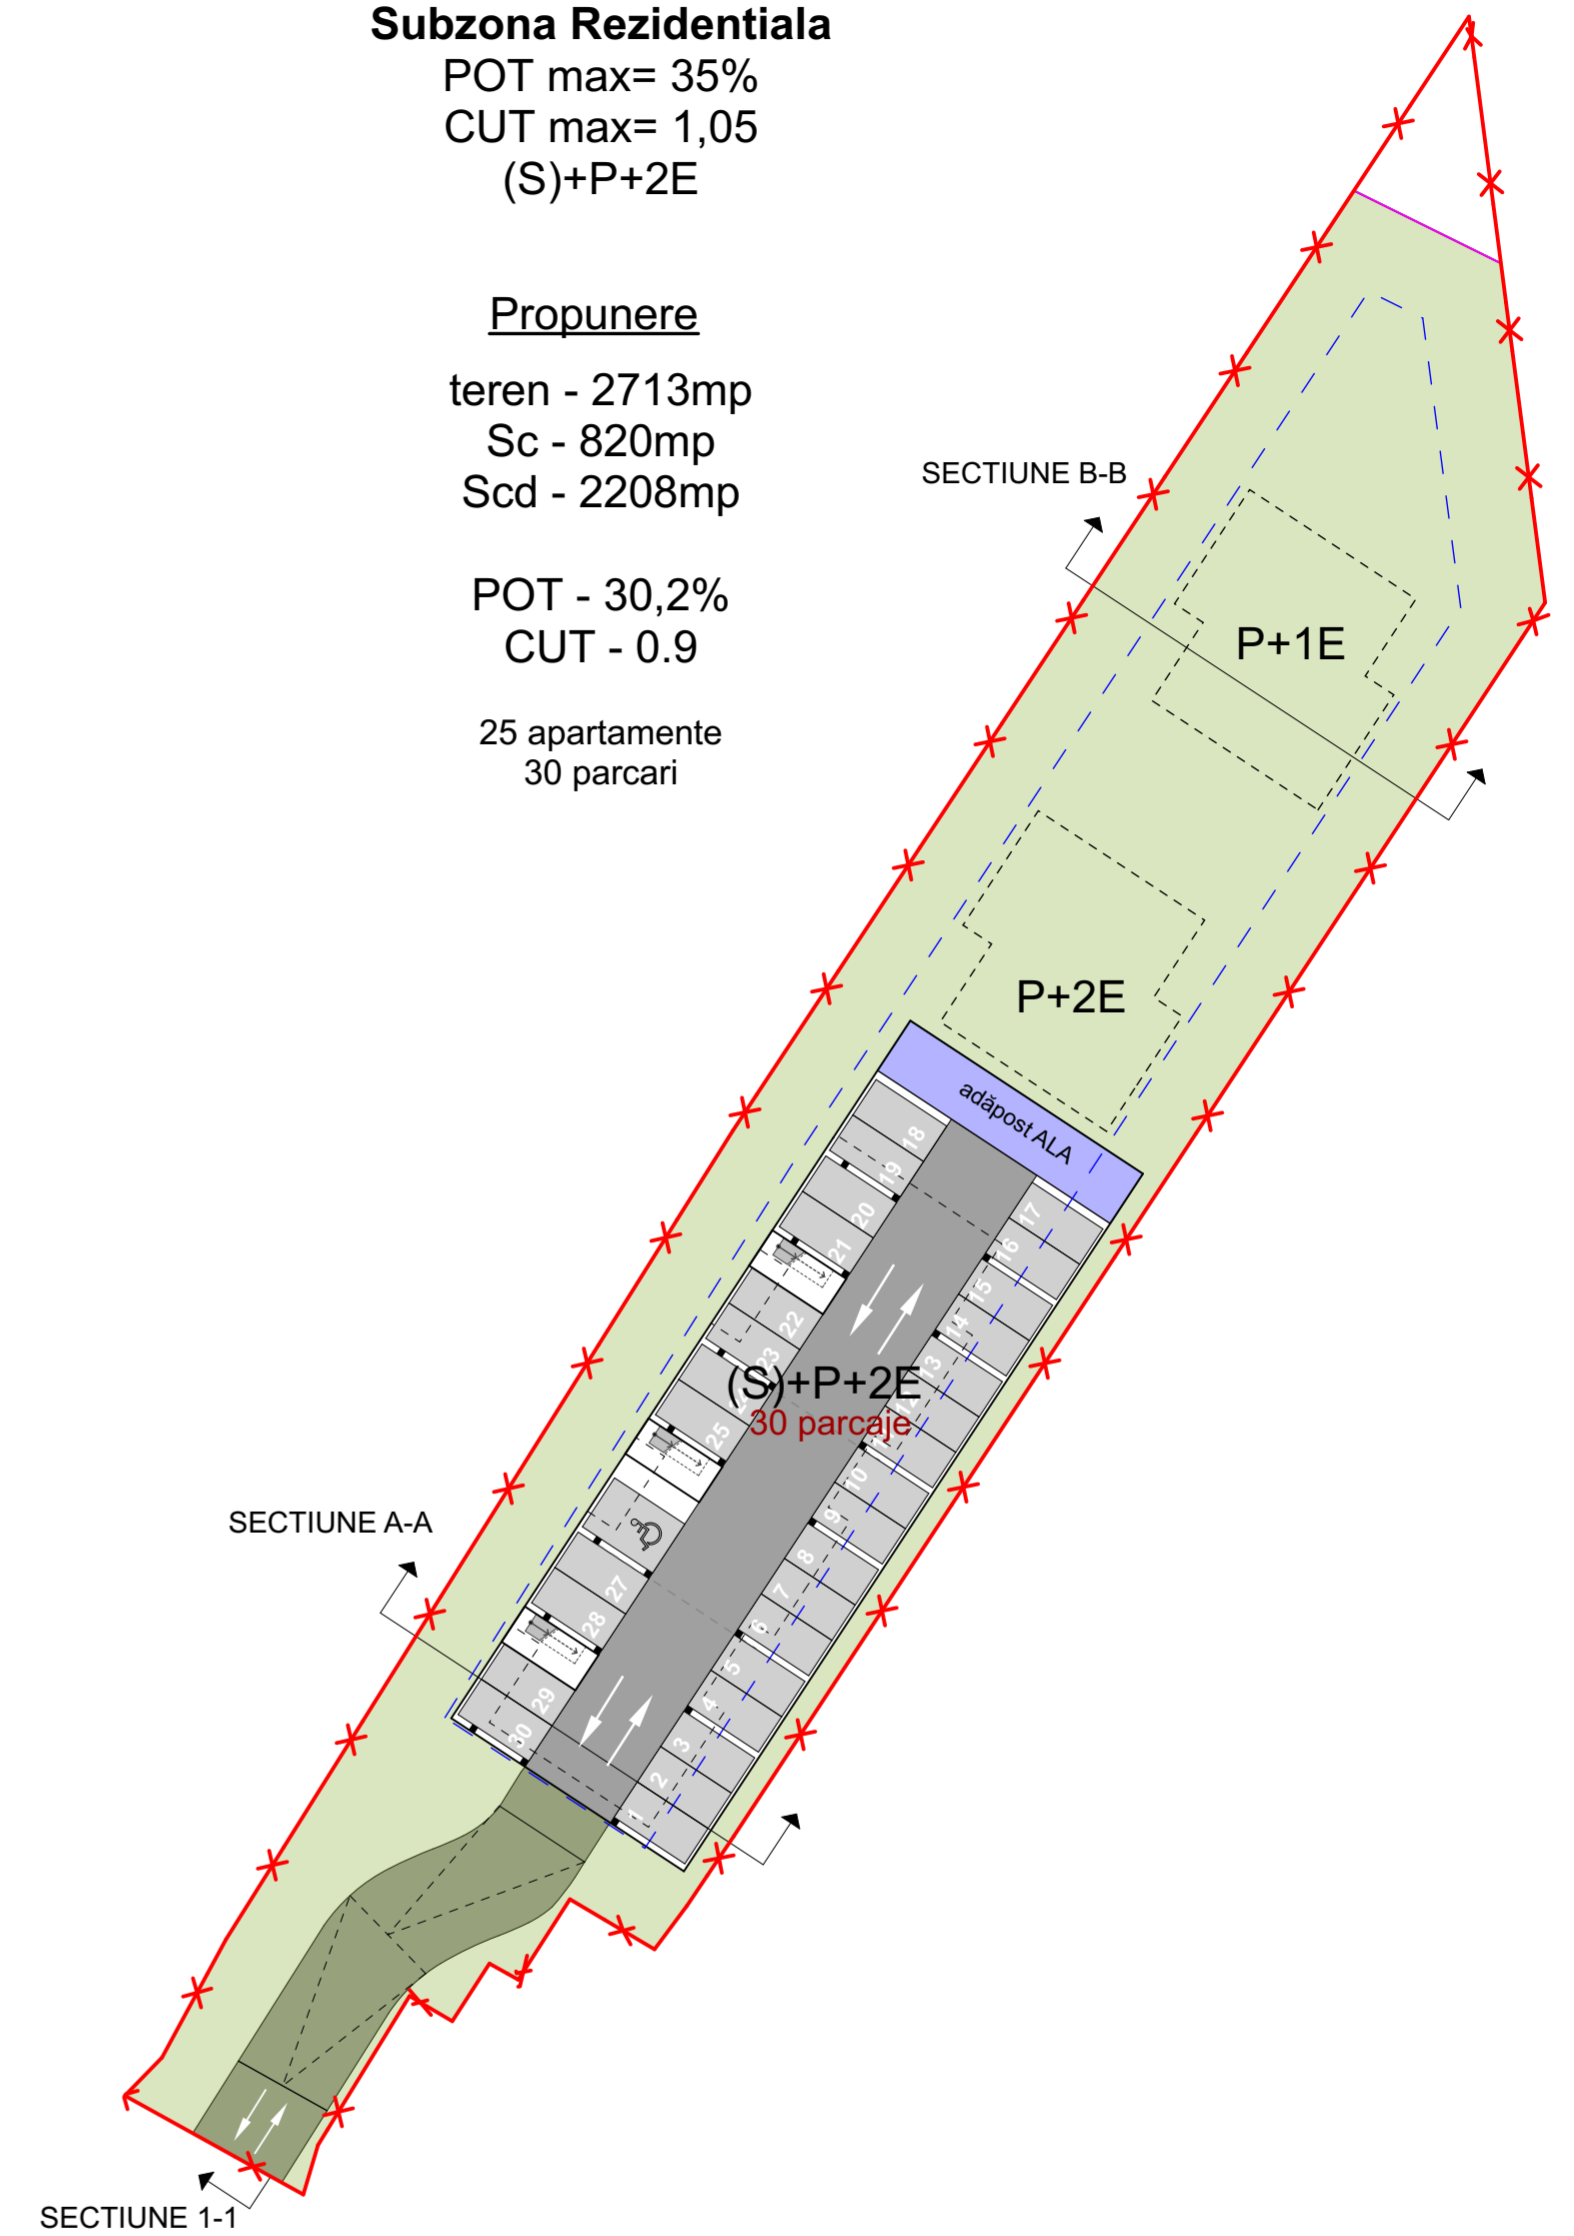 Subzona Rezidentiala
POT max= 35%
CUT max= 1,05
(S)+P+2E
Propunere
teren - 2713mp
Sc - 820mp
Scd - 2208mp
POT - 30,2%
CUT - 0.9
25 apartamente
30 parcari
SECTIUNE B-B
P+1E
P+2E
adăpost ALA
18
19
20
21
22
23
24
25
27
28
29
30
17
16
15
14
13
12
10
9
8
7
6
5
4
3
2
1
(S)+P+2E
30 parcaje
SECTIUNE A-A
SECTIUNE 1-1